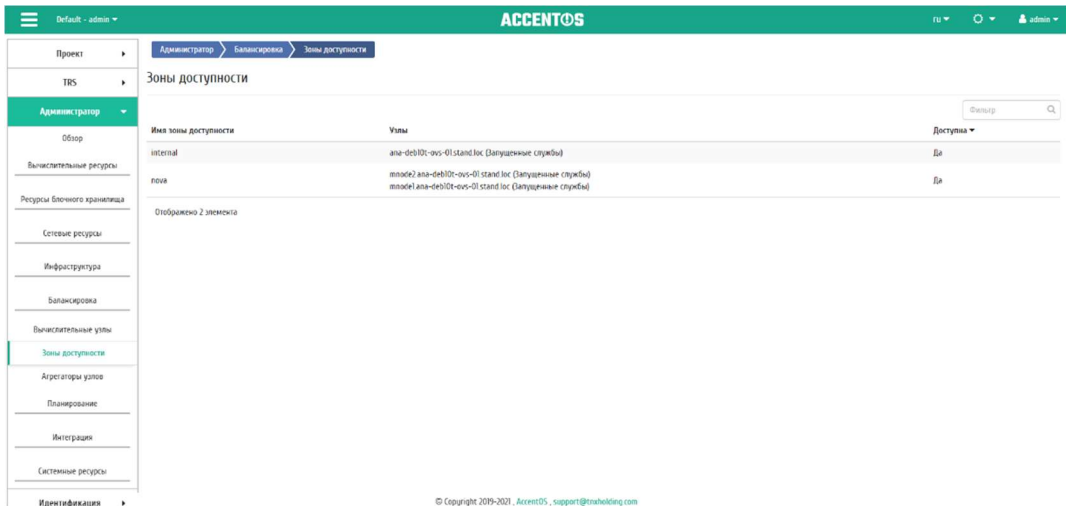 Default - admin
ACCENTOS
ru
admin
Проект
TRS
Администратор
Обзор
Вычислительные ресурсы
Ресурсы блочного хранилища
Сетевые ресурсы
Инфраструктура
Балансировка
Вычислительные узлы
Зоны доступности
Агрегаторы узлов
Планирование
Интеграция
Системные ресурсы
Идентификация
Администратор Балансировка Зоны доступности
Зоны доступности
Фильтр
Имя зоны доступности Узлы Доступна
internal ana-deb10t-ovs-01.stand.loc (Запущенные службы) Да
nova mnode2.ana-deb10t-ovs-01.stand.loc (Запущенные службы) Да
mnode1.ana-deb10t-ovs-01.stand.loc (Запущенные службы)
Отображено 2 элемента
© Copyright 2019-2021 , AccentOS , support@tnxholding.com